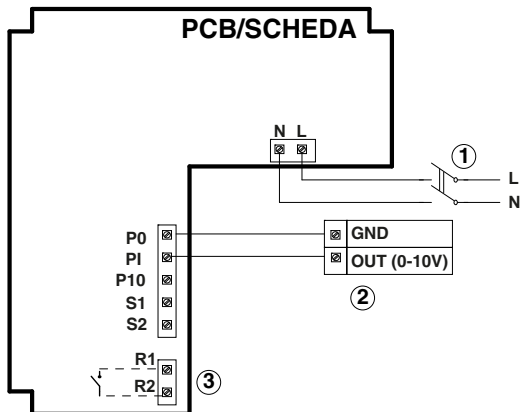 PCB/SCHEDA
N L
1
L
N
P0
PI
P10
S1
S2
GND
OUT (0-10V)
2
R1
R2
3